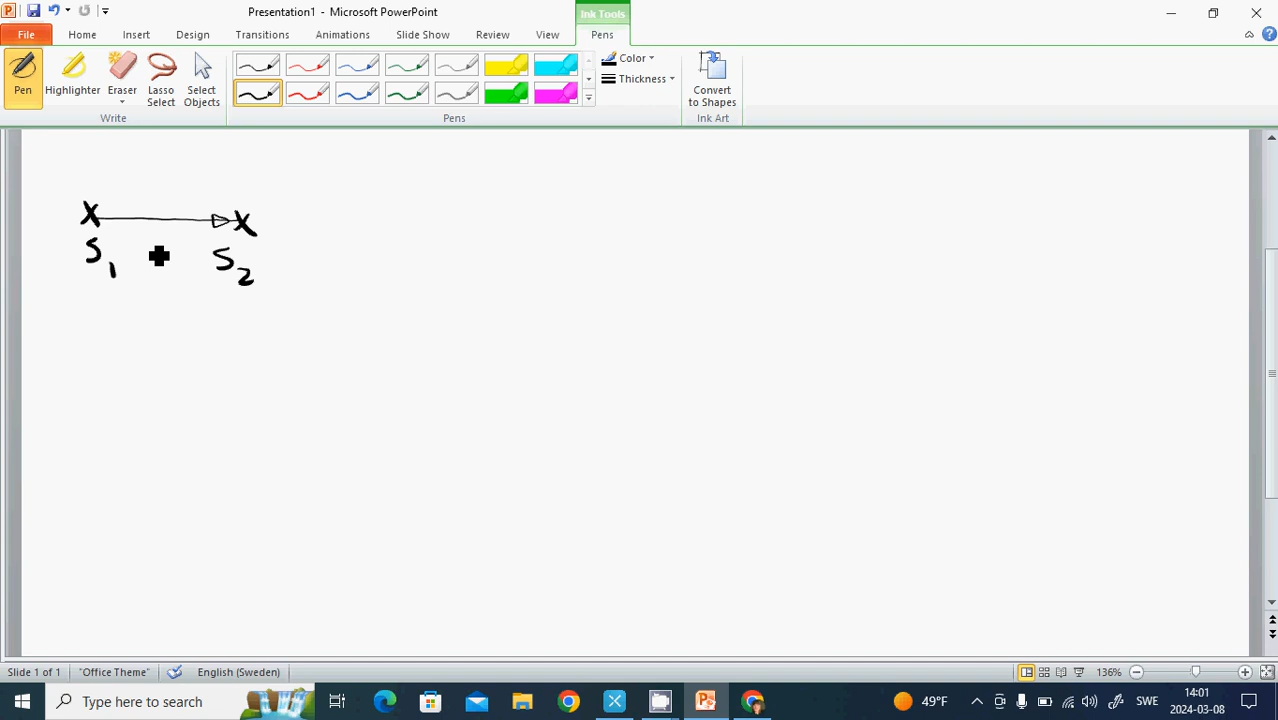 Presentation1 - Microsoft PowerPoint
Ink Tools
File Home Insert Design Transitions Animations Slide Show Review View Pens
Pen Highlighter Eraser Lasso Select Select Objects
Color
Thickness
Convert to Shapes
Write Pens Ink Art
X X
S1 S2
Slide 1 of 1 "Office Theme" English (Sweden) 136%
Type here to search 49°F SWE 14:01
2024-03-08